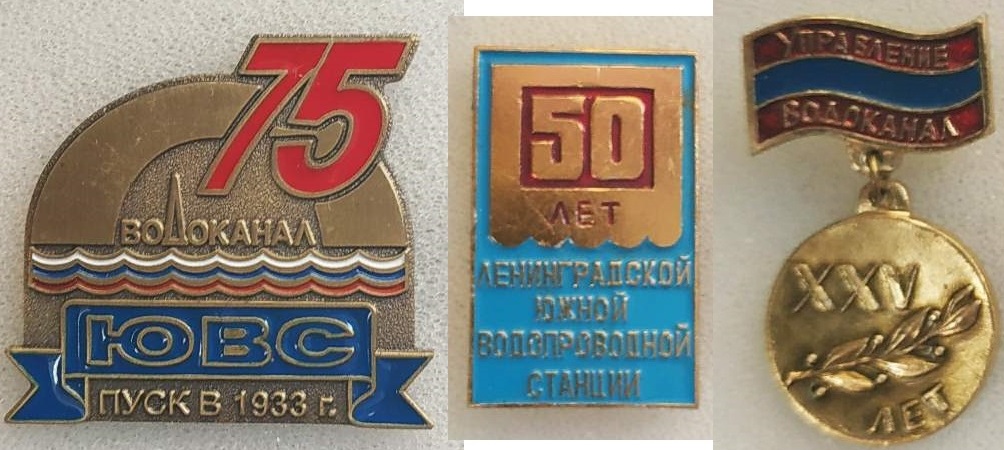 75
ВОДОКАНАЛ
ЮВС
ПУСК В 1933 г.
50
ЛЕТ
ЛЕНИНГРАДСКОЙ
ЮЖНОЙ
ВОДОПРОВОДНОЙ
СТАНЦИИ
УПРАВЛЕНИЕ
ВОДОКАНАЛ
XXV
ЛЕТ